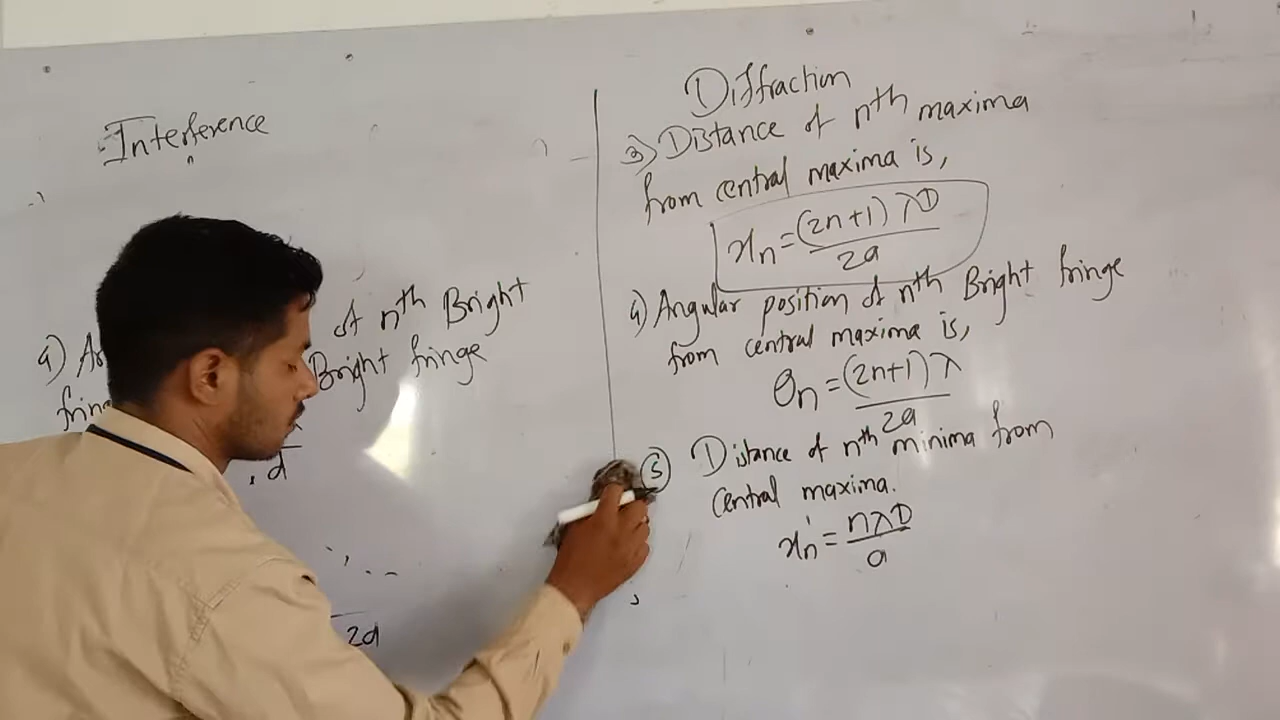 Interference
4) A
of nth Bright
fring
Bright fringe
d
2d
Diffraction
3) Distance of nth maxima
from central maxima is,
xn = (2n+1) λD
2a
4) Angular position of nth Bright fringe
from central maxima is,
θn = (2n+1) λ
2a
5 Distance of nth minima from
central maxima.
x'n = nλD
a